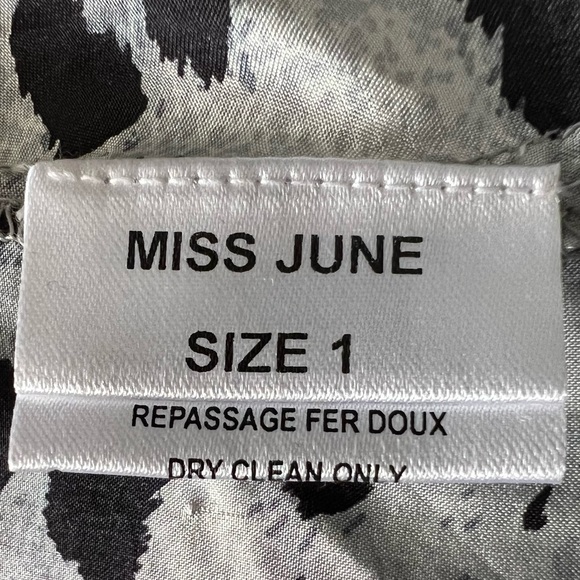 MISS JUNE
SIZE 1
REPASSAGE FER DOUX
DRY CLEAN ONLY